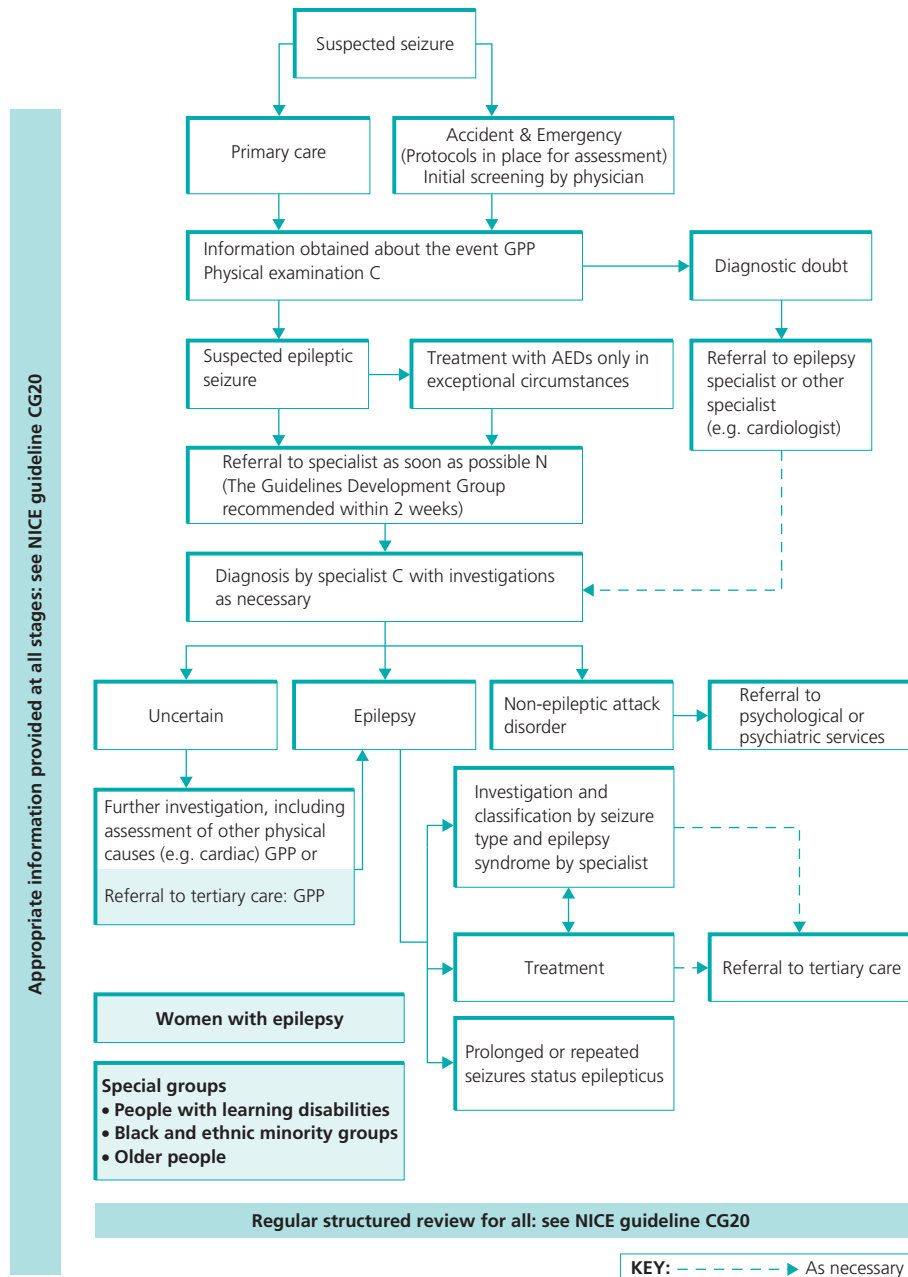 Suspected seizure
Primary care
Accident & Emergency
(Protocols in place for assessment)
Initial screening by physician
Information obtained about the event GPP
Physical examination C
Diagnostic doubt
Suspected epileptic
seizure
Treatment with AEDs only in
exceptional circumstances
Referral to epilepsy
specialist or other
specialist
(e.g. cardiologist)
Referral to specialist as soon as possible N
(The Guidelines Development Group
recommended within 2 weeks)
Diagnosis by specialist C with investigations
as necessary
Uncertain
Epilepsy
Non-epileptic attack
disorder
Referral to
psychological or
psychiatric services
Further investigation, including
assessment of other physical
causes (e.g. cardiac) GPP or
Referral to tertiary care: GPP
Investigation and
classification by seizure
type and epilepsy
syndrome by specialist
Treatment
Referral to tertiary care
Prolonged or repeated
seizures status epilepticus
Women with epilepsy
Special groups
• People with learning disabilities
• Black and ethnic minority groups
• Older people
Appropriate information provided at all stages: see NICE guideline CG20
Regular structured review for all: see NICE guideline CG20
KEY: As necessary